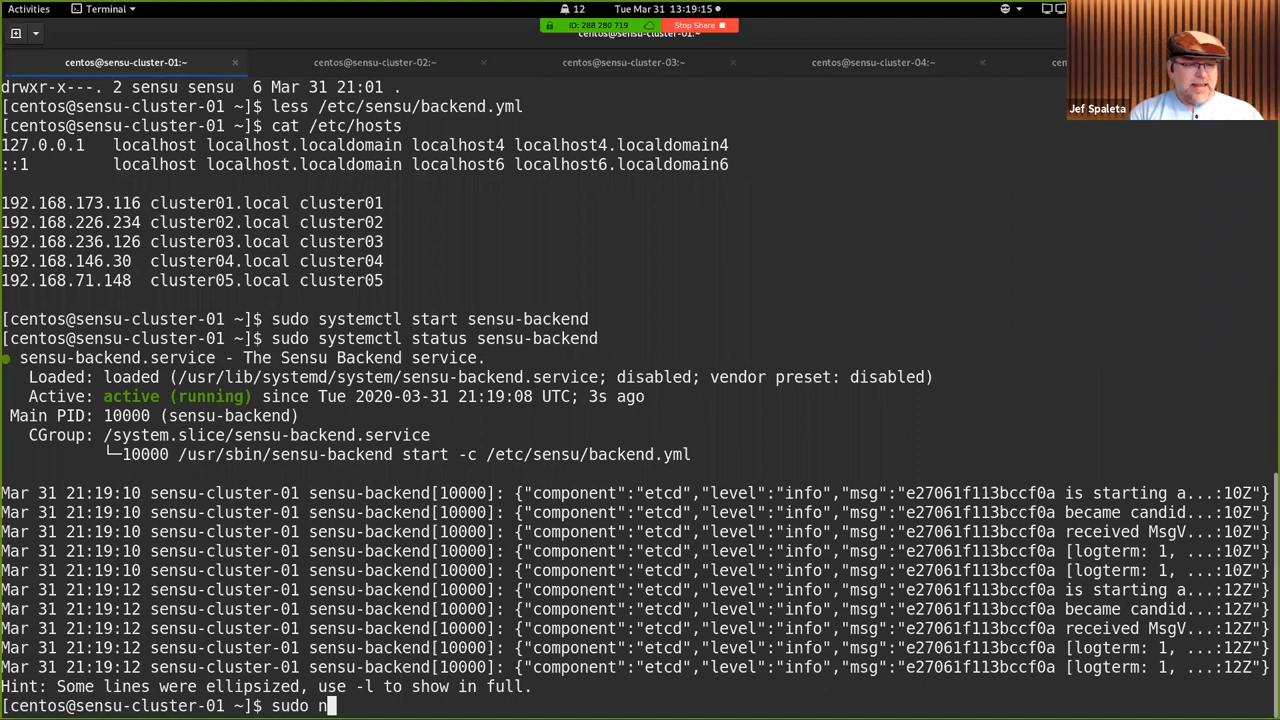 Activities
Terminal
12
Tue Mar 31 13:19:15
ID: 288 280 719
Stop Share
centos@sensu-cluster-01:~
centos@sensu-cluster-01:~ ×
centos@sensu-cluster-02:~ ×
centos@sensu-cluster-03:~ ×
centos@sensu-cluster-04:~ ×
Jef Spaleta
drwxr-x---. 2 sensu sensu  6 Mar 31 21:01 .
[centos@sensu-cluster-01 ~]$ less /etc/sensu/backend.yml
[centos@sensu-cluster-01 ~]$ cat /etc/hosts
127.0.0.1   localhost localhost.localdomain localhost4 localhost4.localdomain4
::1         localhost localhost.localdomain localhost6 localhost6.localdomain6
192.168.173.116 cluster01.local cluster01
192.168.226.234 cluster02.local cluster02
192.168.236.126 cluster03.local cluster03
192.168.146.30  cluster04.local cluster04
192.168.71.148  cluster05.local cluster05
[centos@sensu-cluster-01 ~]$ sudo systemctl start sensu-backend
[centos@sensu-cluster-01 ~]$ sudo systemctl status sensu-backend
● sensu-backend.service - The Sensu Backend service.
   Loaded: loaded (/usr/lib/systemd/system/sensu-backend.service; disabled; vendor preset: disabled)
   Active: active (running) since Tue 2020-03-31 21:19:08 UTC; 3s ago
 Main PID: 10000 (sensu-backend)
   CGroup: /system.slice/sensu-backend.service
           └─10000 /usr/sbin/sensu-backend start -c /etc/sensu/backend.yml
Mar 31 21:19:10 sensu-cluster-01 sensu-backend[10000]: {"component":"etcd","level":"info","msg":"e27061f113bccf0a is starting a...:10Z"}
Mar 31 21:19:10 sensu-cluster-01 sensu-backend[10000]: {"component":"etcd","level":"info","msg":"e27061f113bccf0a became candid...:10Z"}
Mar 31 21:19:10 sensu-cluster-01 sensu-backend[10000]: {"component":"etcd","level":"info","msg":"e27061f113bccf0a received MsgV...:10Z"}
Mar 31 21:19:10 sensu-cluster-01 sensu-backend[10000]: {"component":"etcd","level":"info","msg":"e27061f113bccf0a [logterm: 1, ...:10Z"}
Mar 31 21:19:10 sensu-cluster-01 sensu-backend[10000]: {"component":"etcd","level":"info","msg":"e27061f113bccf0a [logterm: 1, ...:10Z"}
Mar 31 21:19:12 sensu-cluster-01 sensu-backend[10000]: {"component":"etcd","level":"info","msg":"e27061f113bccf0a is starting a...:12Z"}
Mar 31 21:19:12 sensu-cluster-01 sensu-backend[10000]: {"component":"etcd","level":"info","msg":"e27061f113bccf0a became candid...:12Z"}
Mar 31 21:19:12 sensu-cluster-01 sensu-backend[10000]: {"component":"etcd","level":"info","msg":"e27061f113bccf0a received MsgV...:12Z"}
Mar 31 21:19:12 sensu-cluster-01 sensu-backend[10000]: {"component":"etcd","level":"info","msg":"e27061f113bccf0a [logterm: 1, ...:12Z"}
Mar 31 21:19:12 sensu-cluster-01 sensu-backend[10000]: {"component":"etcd","level":"info","msg":"e27061f113bccf0a [logterm: 1, ...:12Z"}
Hint: Some lines were ellipsized, use -l to show in full.
[centos@sensu-cluster-01 ~]$ sudo n